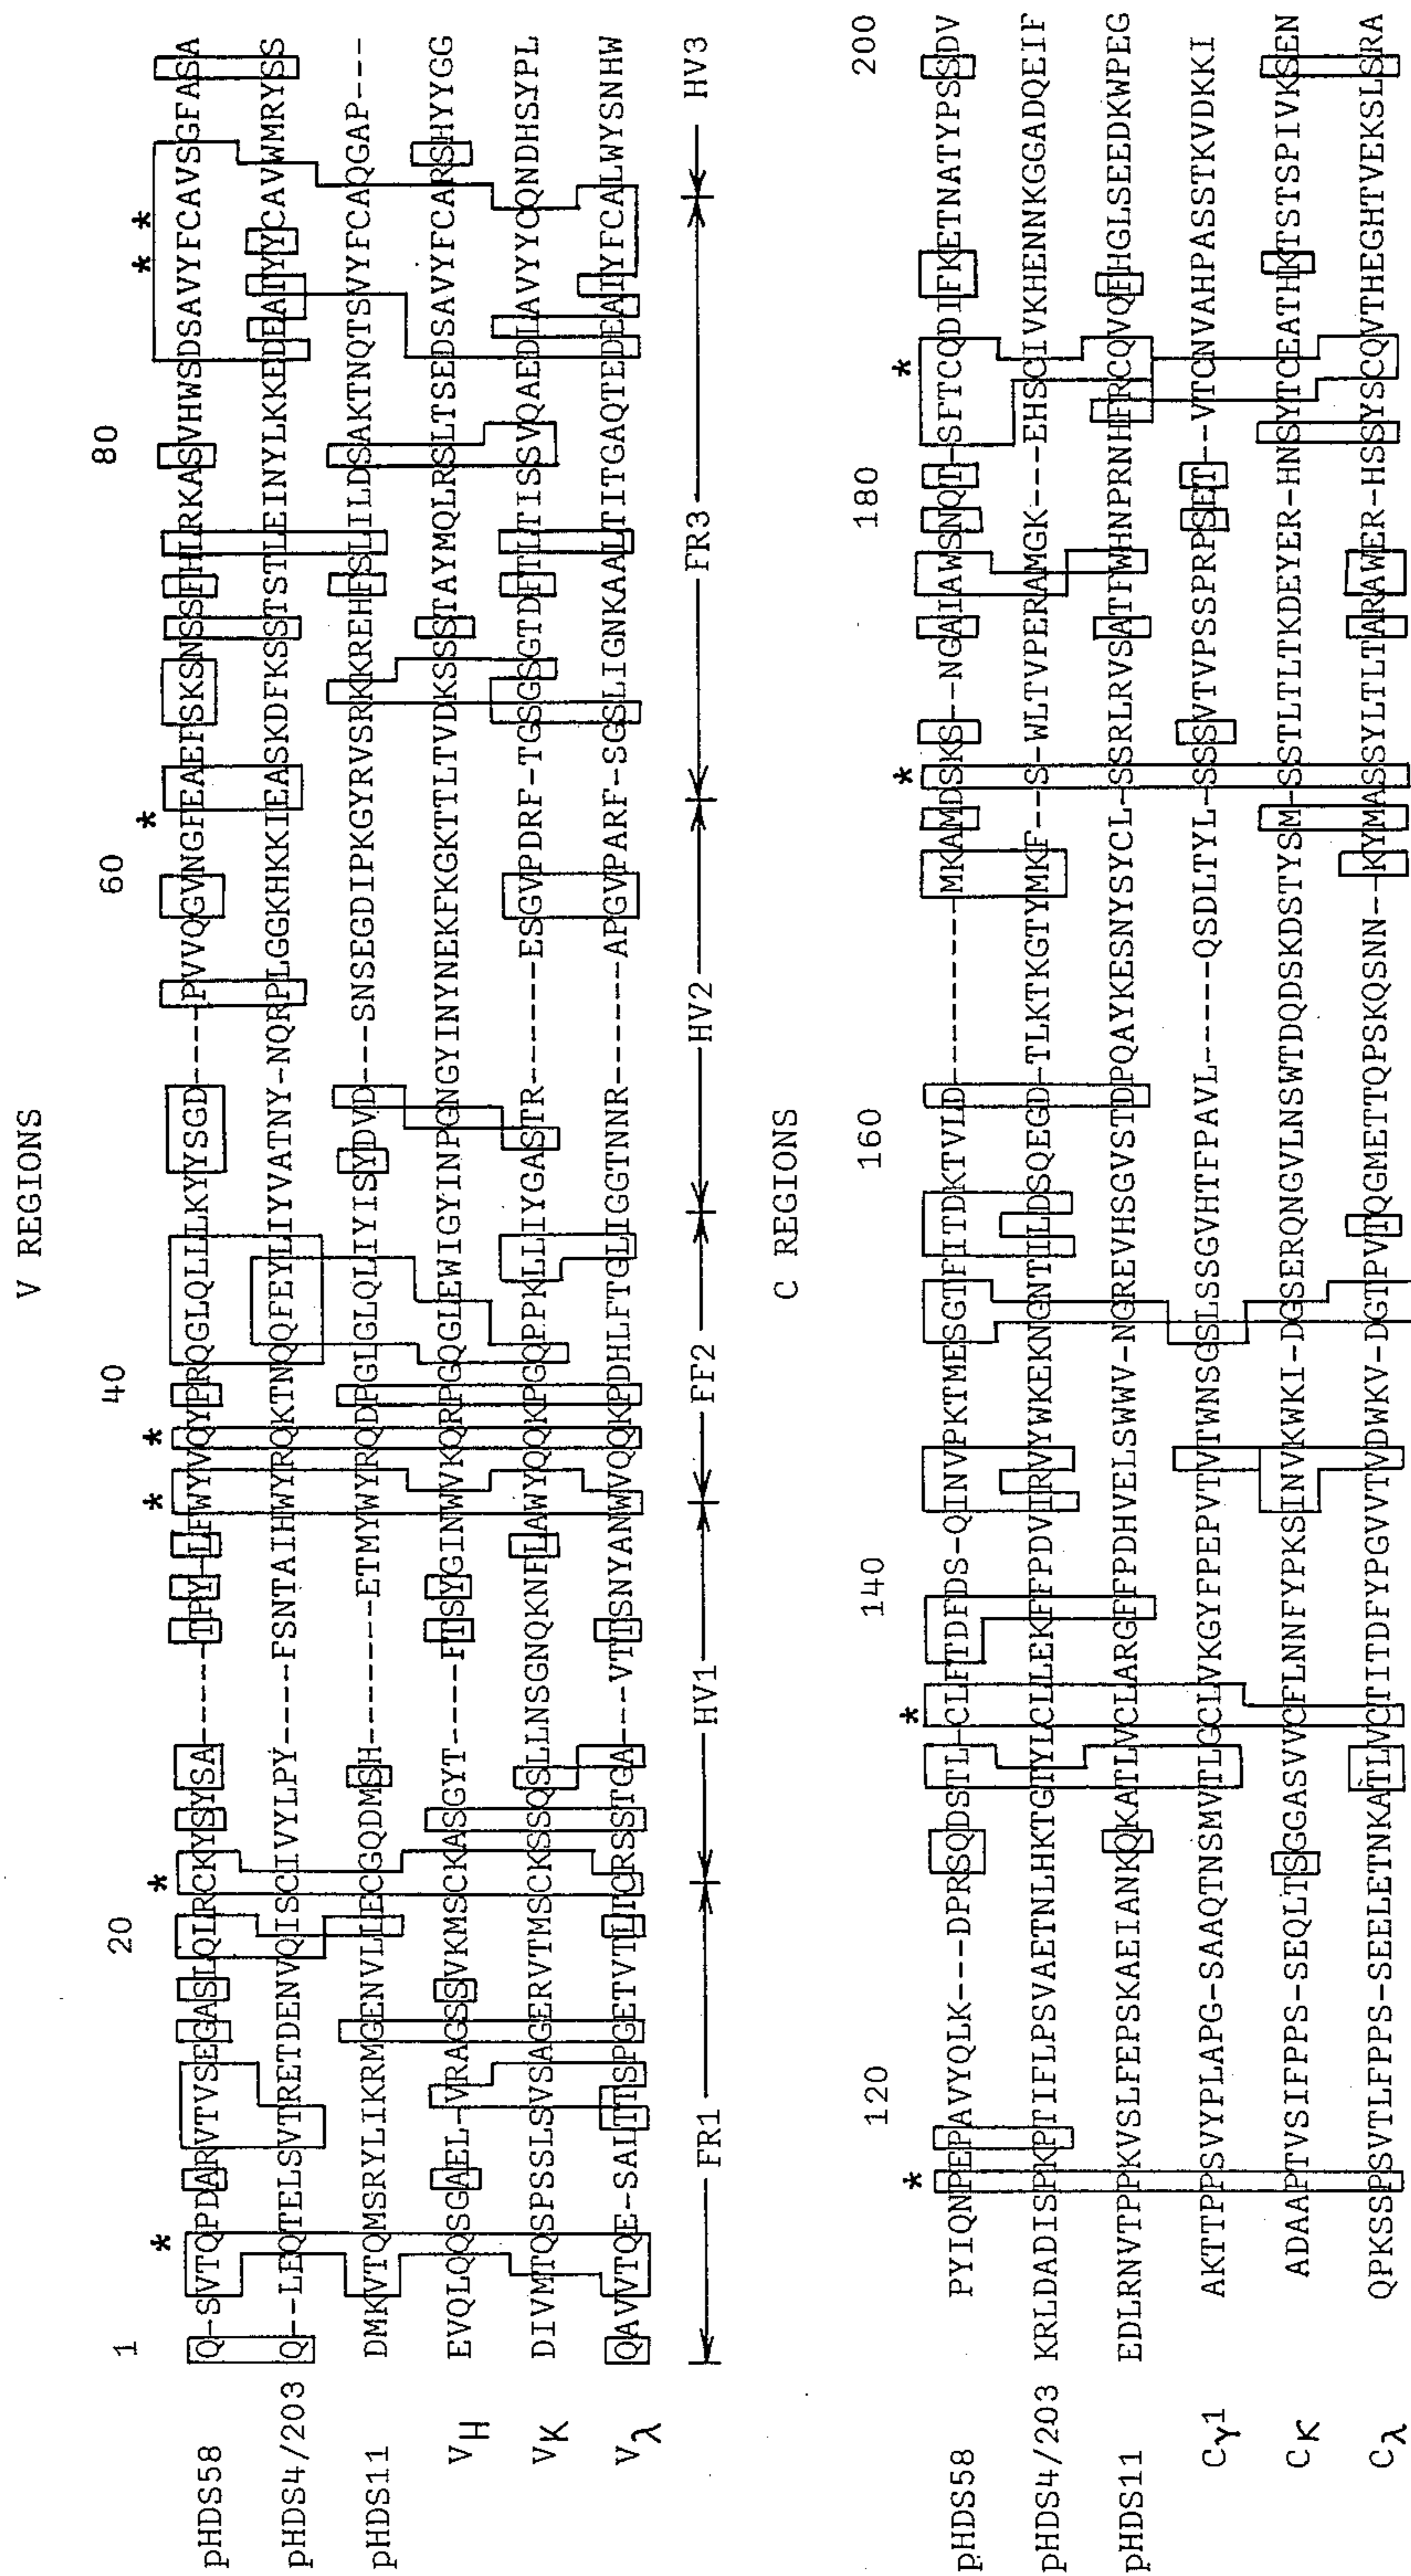 V REGIONS
1 20 40 60 80
* * * * * * *
pHDS58 Q-SVTQPDARVTVSEGASLQLRCKYSYSA------TPY-LFWYVQYPRQGLQLLLKYYSGD----PVVQGVNGFEAEFSKSNSSFHLRKASVHWSDSAVYFCAVSGFASA
pHDS4/203 Q--LEQTELSVTRETDENVQISCIVYLPY----FSNTAIHWYRQKTNQQFEYLIYVATNY-NQRPLGGKHKKIEASKDFKSSTSTLEINYLKKEDEATYYCAVWMRYSS
pHDS11 DMKVTQMSRYLIKRMGENVLLECGQDMSH--------ETMYWYRQDPGLGLQLIYISYDVD----SNSEGDIPKGYRVSRKKREHFSLILDSAKTNQTSVYFCAQGAP---
VH EVQLQQSGAEL-VRAGSSVKMSCKASGYT-----FTSYGINWVKQRPGQGLEWIGYINPGNGYINYNEKFKGKTTLTVDKSSSTAYMQLRSLTSEDSAVYFCARSHYYGG
VK DIVMTQSPSSLSVSAGERVTMSCKSSQSLLNSGNQKNFLAWYQQKPGQPPKLLIYGASTR------ESGVPDRF-TGSGSGTDFTLTISSVQAEDLAVYYCQNDHSYPL
Vλ QAVVTQE-SALTTSPGETVTLTCRSSTGA---VTTSNYANWVQQKPDHLFTGLIGGTNNR------APGVPARF-SGSLIGNKAALTITGAQTEDEATYFCALWYSNHW
FR1 HV1 FF2 HV2 FR3 HV3
C REGIONS
120 140 160 180 200
* * * *
pHDS58 PYIQNPEPAVYQLK---DPRSQDSTL-CLFTDFDS-QINVPKTMESGTFITDKTVLD---------MKAMDSKS--NGAIAWSNQT-SFTCQDIFKETNATYPSSDV
pHDS4/203 KRLDADISPKPTIFLPSVAETNLHKTGTYLCLLEKFFPDVIRVYWKEKNGNTILDSQEGD-TLKTKGTYMKF--S-WLTVPERAMGK---EHSCIVKHENNKGGADQEIF
pHDS11 EDLRNVTPPKVSLFEPSKAEIANKQKATLVCLARGFFPDHVELSWWV-NGREVHSGVSTDPQAYKESNYSYCL-SSRLRVSATFWHNPRNHFRCQVQFHGLSEEDKWPEG
Cγ1 AKTTPPSVYPLAPG-SAAQTNSMVTLGCLVKGYFPEPVTVTWNSGSLSSGVHTFPAVL-----QSDLTYL-SSSVTVPSSPRPSET--VTCNVAHPASSTKVDKKI
Cκ ADAAPTVSIFPPS-SEQLTSGGASVVCFLNNFYPKSINVKWKI-DGSERQNGVLNSWTDQDSKDSTYSM-SSTLTLTKDEYER-HNSYTCEATHKTSTSPIVKSEN
Cλ QPKSSPSVTLFPPS-SEELETNKATLVCTITDFYPGVVTVDWKV-DGTPVTQGMETTQPSKQSNN--KYMASSYLTLTARAWER-HSSYSCQVTHEGHTVEKSLSRA